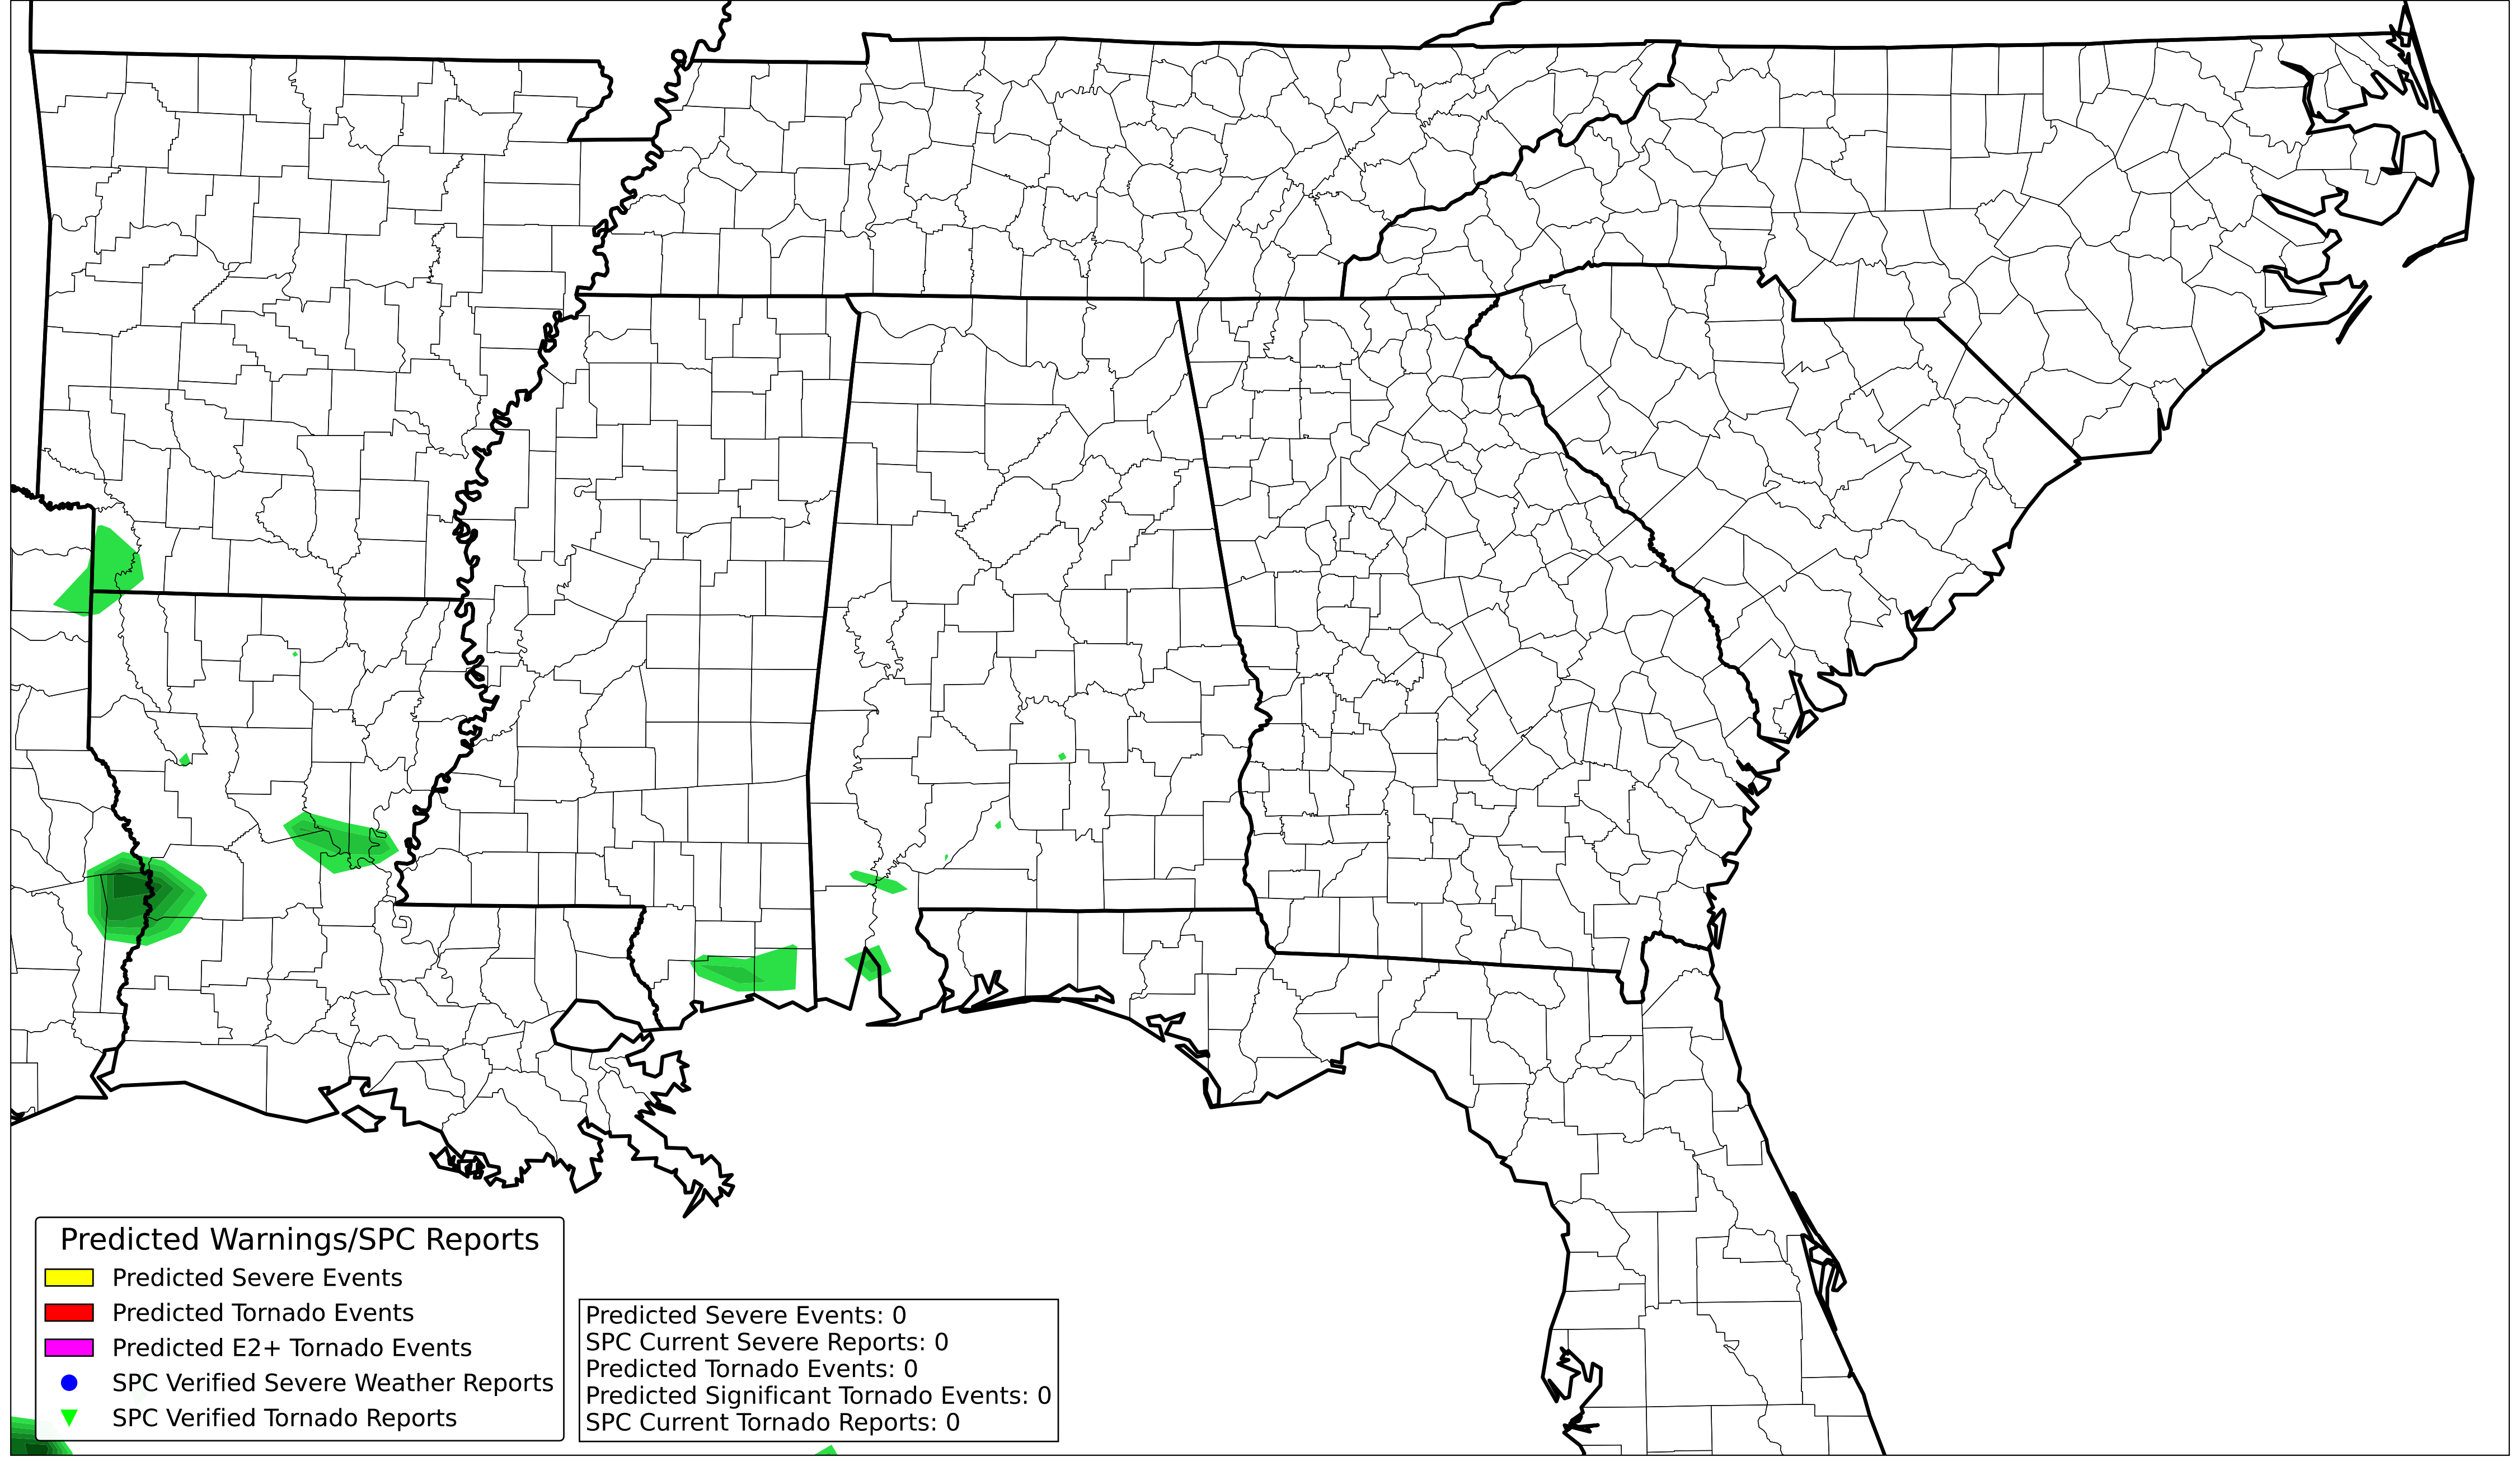 Predicted Warnings/SPC Reports
Predicted Severe Events
Predicted Tornado Events
Predicted E2+ Tornado Events
SPC Verified Severe Weather Reports
SPC Verified Tornado Reports
Predicted Severe Events: 0
SPC Current Severe Reports: 0
Predicted Tornado Events: 0
Predicted Significant Tornado Events: 0
SPC Current Tornado Reports: 0